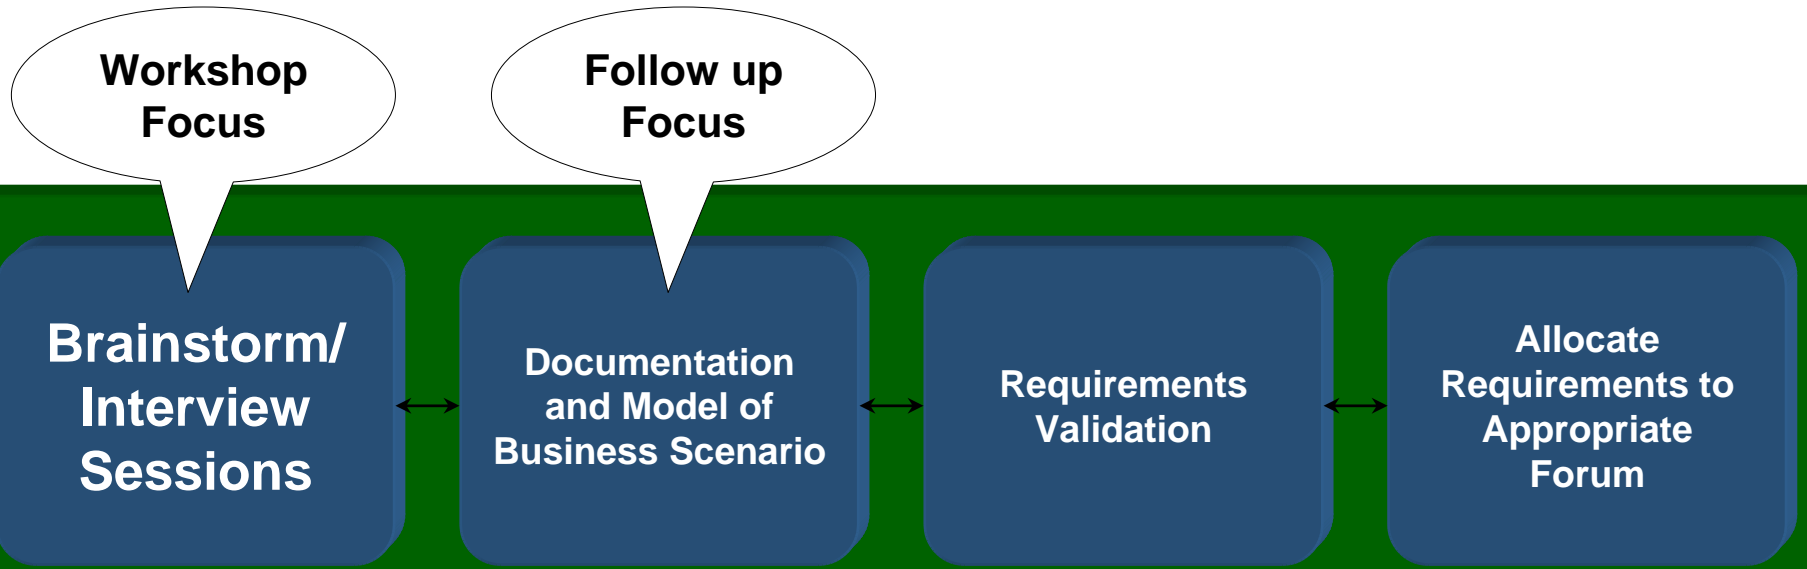 Workshop
Focus
Follow up
Focus
Brainstorm/
Interview
Sessions
Documentation
and Model of
Business Scenario
Requirements
Validation
Allocate
Requirements to
Appropriate
Forum